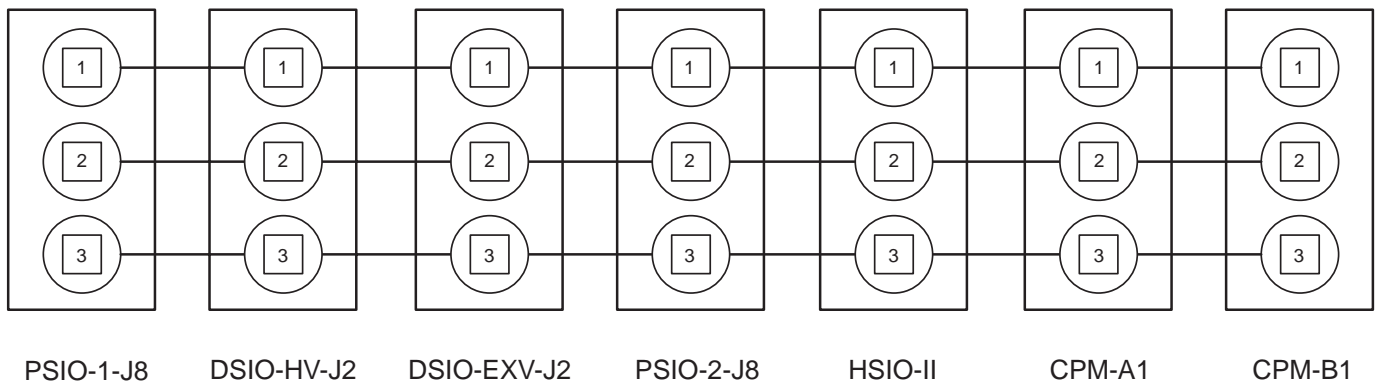 1 1 1 1 1 1 1
2 2 2 2 2 2 2
3 3 3 3 3 3 3
PSIO-1-J8 DSIO-HV-J2 DSIO-EXV-J2 PSIO-2-J8 HSIO-II CPM-A1 CPM-B1